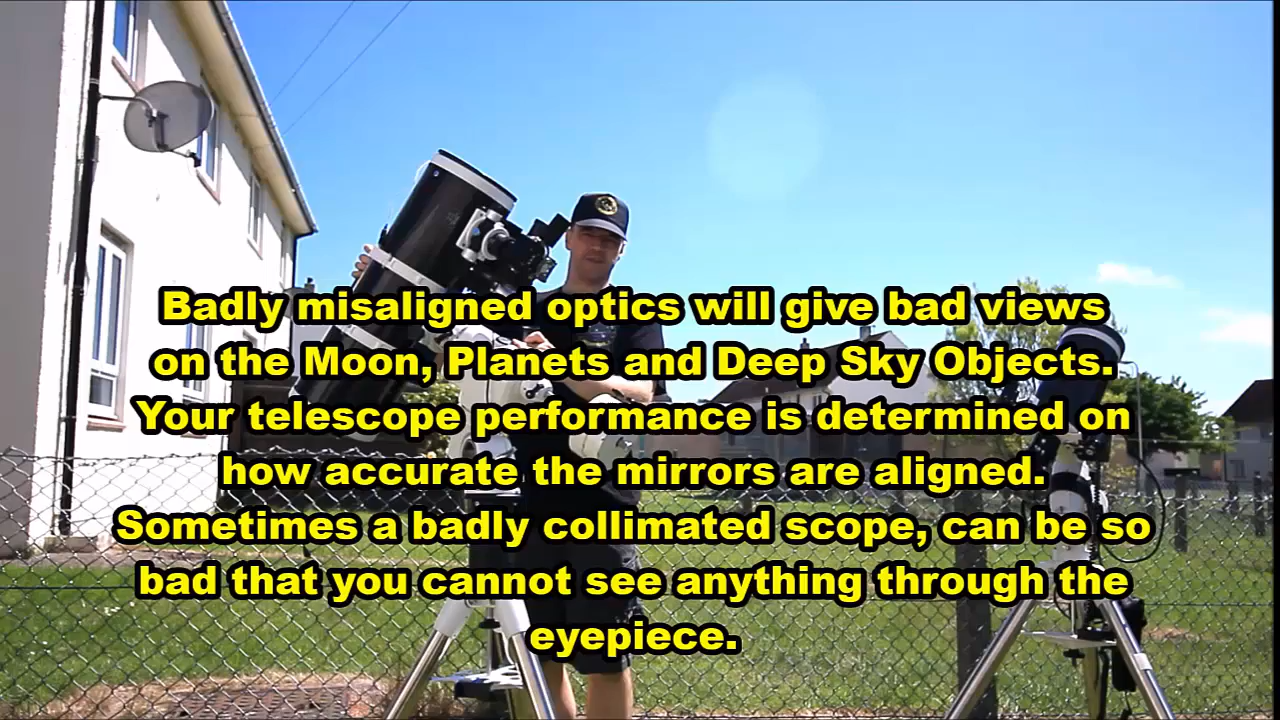 Badly misaligned optics will give bad views
on the Moon, Planets and Deep Sky Objects.
Your telescope performance is determined on
how accurate the mirrors are aligned.
Sometimes a badly collimated scope, can be so
bad that you cannot see anything through the
eyepiece.